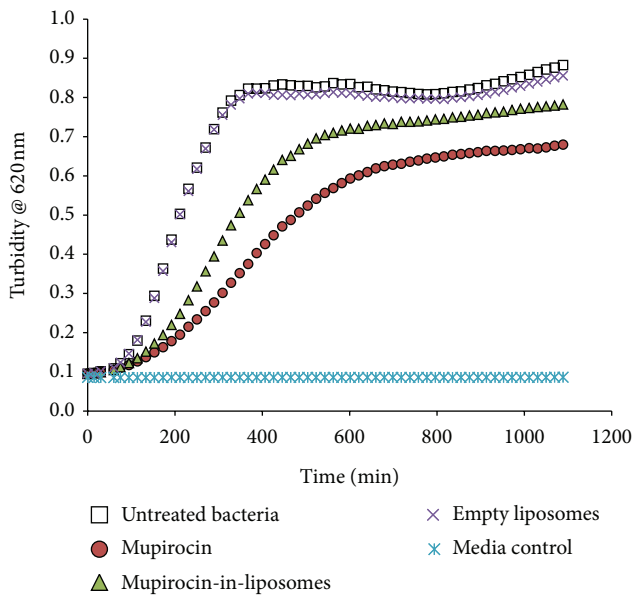 Turbidity @ 620 nm
1.0
0.9
0.8
0.7
0.6
0.5
0.4
0.3
0.2
0.1
0.0
0
200
400
600
800
1000
1200
Time (min)
Untreated bacteria
Mupirocin
Mupirocin-in-liposomes
Empty liposomes
Media control